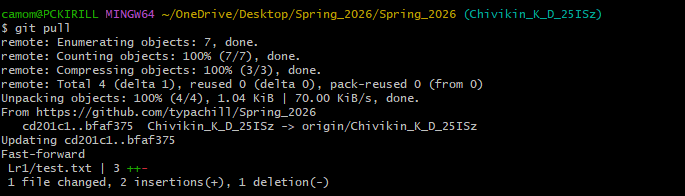 camom@PCKIRILL MINGW64 ~/OneDrive/Desktop/Spring_2026/Spring_2026 (Chivikin_K_D_25ISz)
$ git pull
remote: Enumerating objects: 7, done.
remote: Counting objects: 100% (7/7), done.
remote: Compressing objects: 100% (3/3), done.
remote: Total 4 (delta 1), reused 0 (delta 0), pack-reused 0 (from 0)
Unpacking objects: 100% (4/4), 1.04 KiB | 70.00 KiB/s, done.
From https://github.com/typachill/Spring_2026
   cd201c1..bfaf375  Chivikin_K_D_25ISz -> origin/Chivikin_K_D_25ISz
Updating cd201c1..bfaf375
Fast-forward
 Lr1/test.txt | 3 ++-
 1 file changed, 2 insertions(+), 1 deletion(-)